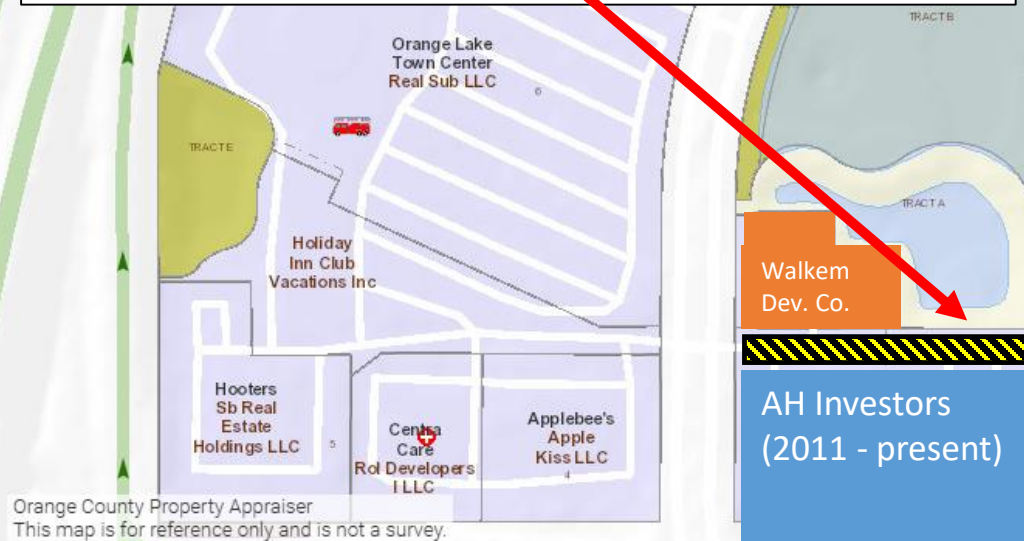 TRACT B
Orange Lake
Town Center
Real Sub LLC
6
TRACT E
TRACT A
Holiday
Inn Club
Vacations Inc
Walkem
Dev. Co.
Hooters
Sb Real
Estate
Holdings LLC
5
Centra
Care
Rol Developers
I LLC
Applebee's
Apple
Kiss LLC
4
AH Investors
(2011 - present)
Orange County Property Appraiser
This map is for reference only and is not a survey.